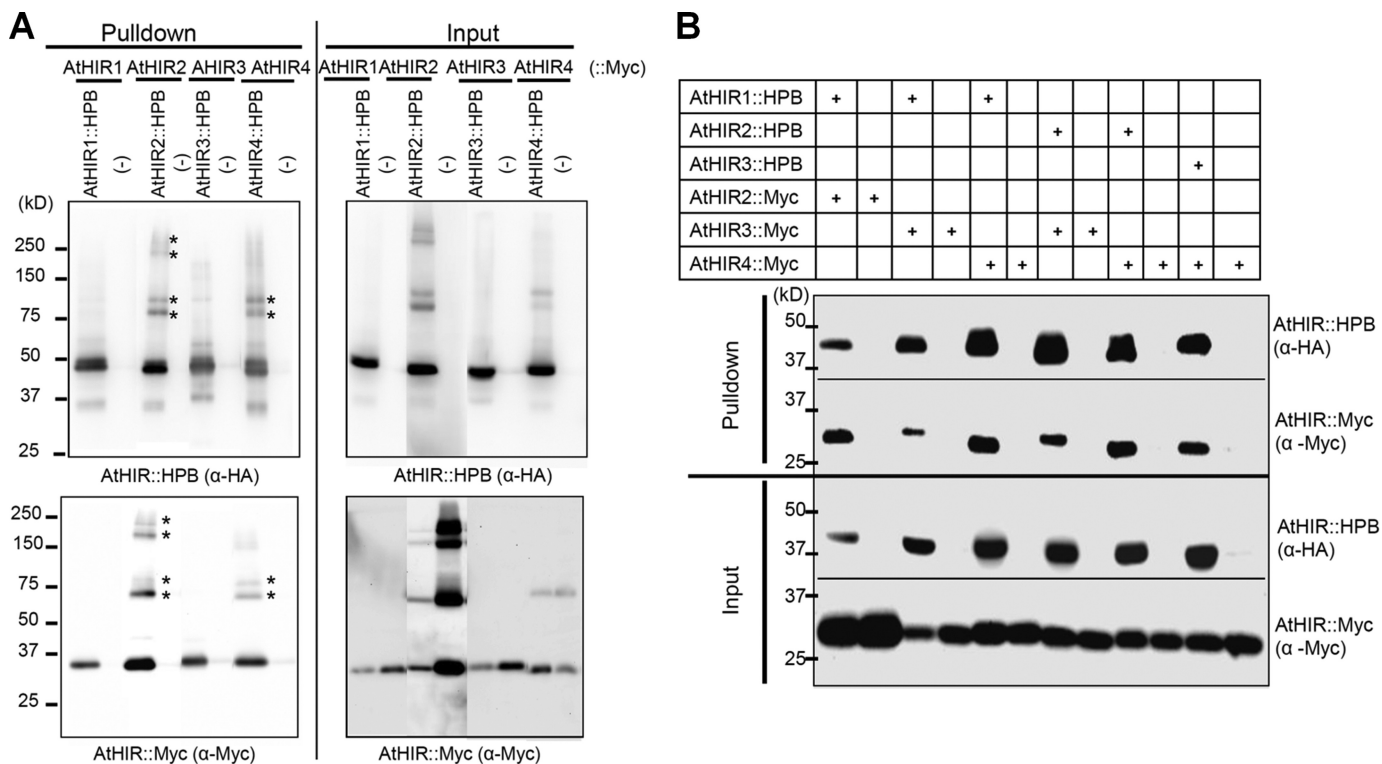 A
Pulldown Input
AtHIR1 AtHIR2 AHIR3 AtHIR4 AtHIR1 AtHIR2 AtHIR3 AtHIR4 (::Myc)
AtHIR1::HPB (-) AtHIR2::HPB (-) AtHIR3::HPB (-) AtHIR4::HPB (-) AtHIR1::HPB (-) AtHIR2::HPB (-) AtHIR3::HPB (-) AtHIR4::HPB (-)
(kD)
250 * *
150
* *
75 * *
50
37
25
AtHIR::HPB (α-HA) AtHIR::HPB (α-HA)
250 *
*
150
75 * *
* *
50
37
25
AtHIR::Myc (α-Myc) AtHIR::Myc (α-Myc)
B
AtHIR1::HPB + + +
AtHIR2::HPB + +
AtHIR3::HPB +
AtHIR2::Myc + +
AtHIR3::Myc + + + +
AtHIR4::Myc + + + + + +
(kD)
Pulldown
50
37
AtHIR::HPB
(α-HA)
37
25
AtHIR::Myc
(α -Myc)
Input
50
37
AtHIR::HPB
(α-HA)
37
25
AtHIR::Myc
(α -Myc)